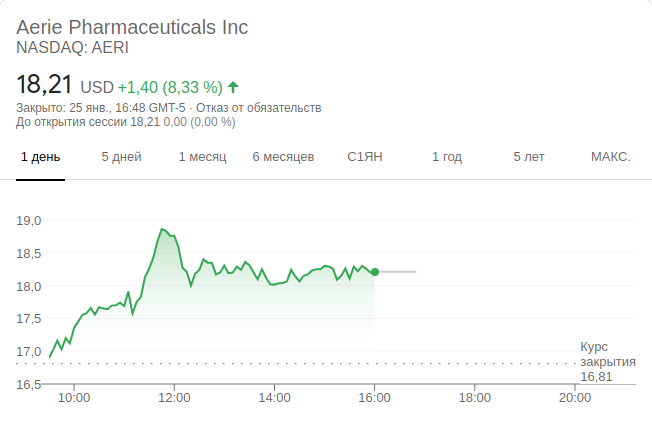 Aerie Pharmaceuticals Inc
NASDAQ: AERI
18,21 USD +1,40 (8,33 %)
Закрыто: 25 янв., 16:48 GMT-5 · Отказ от обязательств
До открытия сессии 18,21 0,00 (0,00 %)
1 день 5 дней 1 месяц 6 месяцев С1ЯН 1 год 5 лет МАКС.
19,0
18,5
18,0
17,5
17,0
16,5
Курс
закрытия
16,81
10:00 12:00 14:00 16:00 18:00 20:00